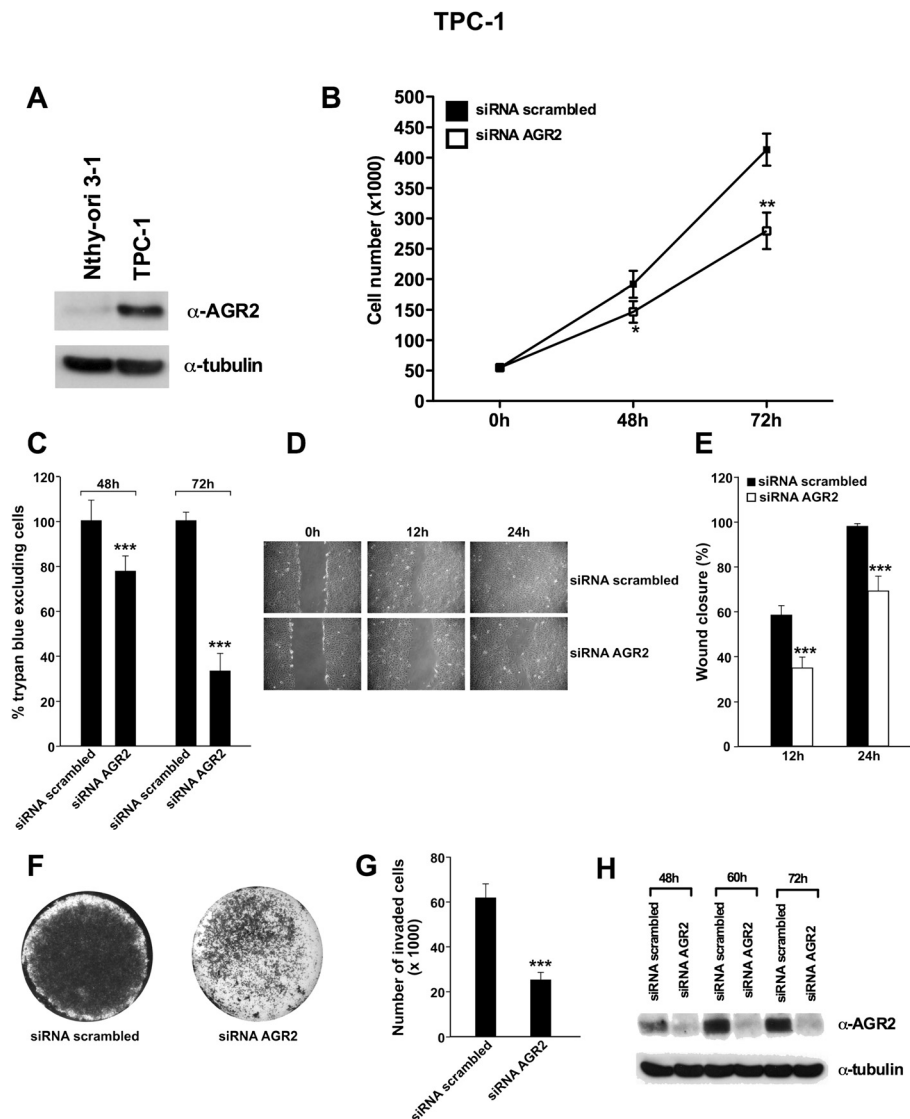 TPC-1
A
Nthy-ori 3-1
TPC-1
α-AGR2
α-tubulin
B
siRNA scrambled
siRNA AGR2
Cell number (x1000)
500
450
400
350
300
250
200
150
100
50
0
**
*
0h
48h
72h
C
% trypan blue excluding cells
120
100
80
60
40
20
0
48h
72h
***
***
siRNA scrambled
siRNA AGR2
siRNA scrambled
siRNA AGR2
D
0h
12h
24h
siRNA scrambled
siRNA AGR2
E
siRNA scrambled
siRNA AGR2
Wound closure (%)
120
100
80
60
40
20
0
***
***
12h
24h
F
siRNA scrambled
siRNA AGR2
G
Number of invaded cells
(x 1000)
80
60
40
20
0
***
siRNA scrambled
siRNA AGR2
H
48h
60h
72h
siRNA scrambled
siRNA AGR2
siRNA scrambled
siRNA AGR2
siRNA scrambled
siRNA AGR2
α-AGR2
α-tubulin